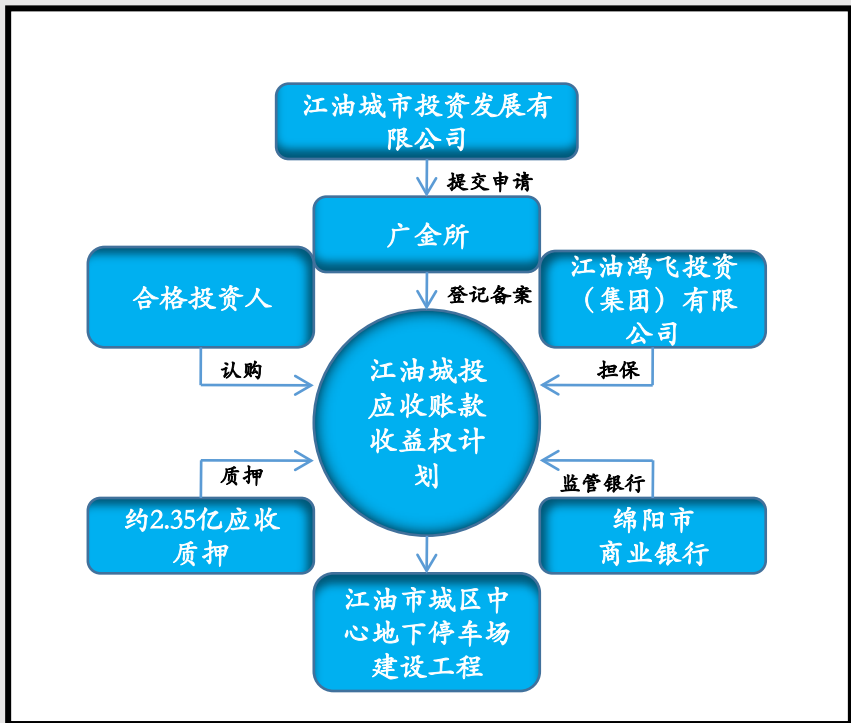 江油城市投资发展有
限公司
提交申请
广金所
登记备案
合格投资人
江油鸿飞投资
（集团）有限
公司
认购
担保
江油城投
应收账款
收益权计
划
质押
监管银行
约2.35亿应收
质押
绵阳市
商业银行
江油市城区中
心地下停车场
建设工程